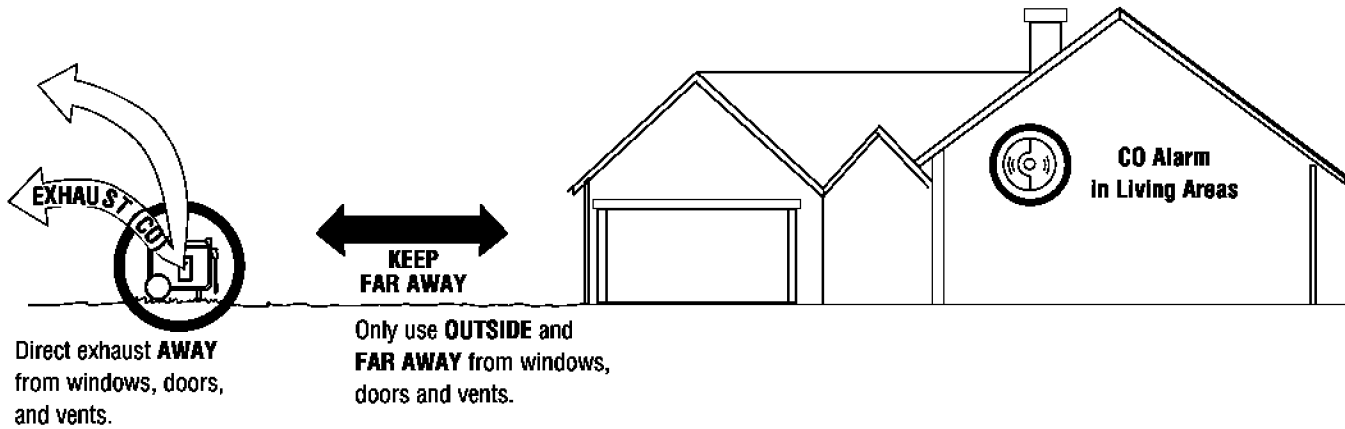 EXHAUST (CO)
Direct exhaust AWAY
from windows, doors,
and vents.
KEEP
FAR AWAY
Only use OUTSIDE and
FAR AWAY from windows,
doors and vents.
CO Alarm
in Living Areas